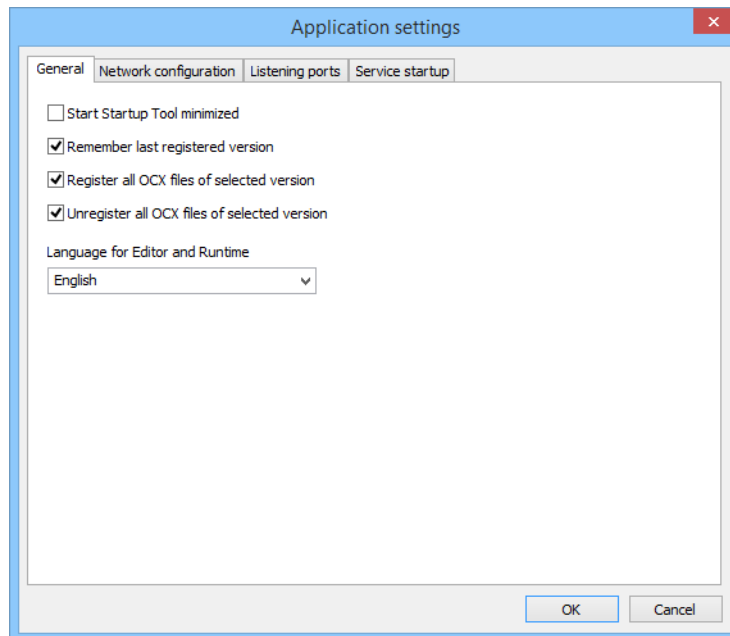 Application settings
General Network configuration Listening ports Service startup
Start Startup Tool minimized
Remember last registered version
Register all OCX files of selected version
Unregister all OCX files of selected version
Language for Editor and Runtime
English
OK Cancel